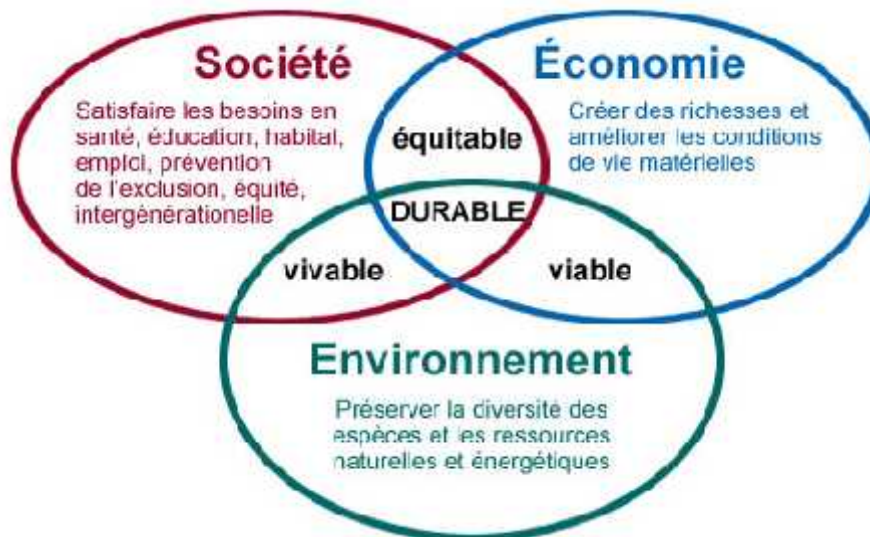 Société
Satisfaire les besoins en
santé, éducation, habitat,
emploi, prévention
de l'exclusion, équité,
intergénérationelle
Économie
Créer des richesses et
améliorer les conditions
de vie matérielles
équitable
DURABLE
vivable
viable
Environnement
Préserver la diversité des
espèces et les ressources
naturelles et énergétiques